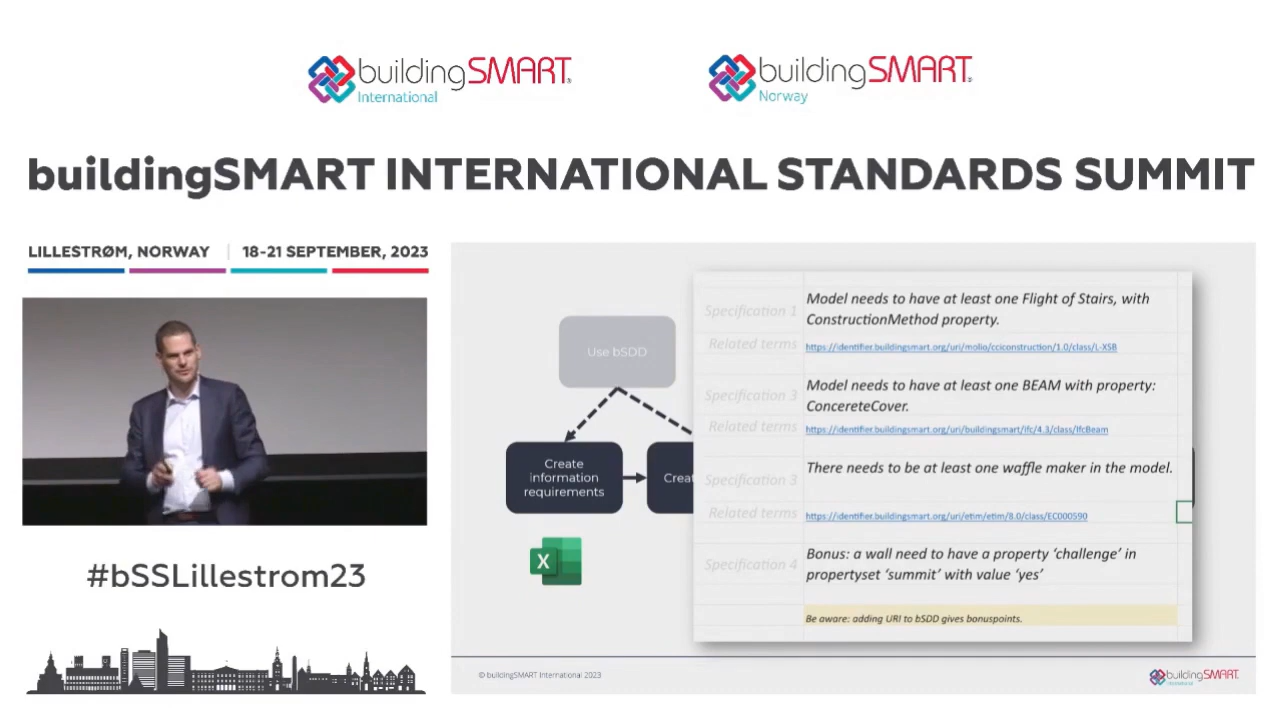 buildingSMART®
International
buildingSMART®
Norway
buildingSMART INTERNATIONAL STANDARDS SUMMIT
LILLESTRØM, NORWAY | 18-21 SEPTEMBER, 2023
#bSSLillestrom23
Use bSDD
Create
information
requirements
Creat
X
Specification 1
Model needs to have at least one Flight of Stairs, with
ConstructionMethod property.
Related terms
https://identifier.buildingsmart.org/uri/molio/cciconstruction/1.0/class/L-XSB
Specification 3
Model needs to have at least one BEAM with property:
ConcereteCover.
Related terms
https://identifier.buildingsmart.org/uri/buildingsmart/ifc/4.3/class/IfcBeam
There needs to be at least one waffle maker in the model.
Specification 3
Related terms
https://identifier.buildingsmart.org/uri/etim/etim/8.0/class/EC000590
Specification 4
Bonus: a wall need to have a property ‘challenge’ in
propertyset ‘summit’ with value ‘yes’
Be aware: adding URI to bSDD gives bonuspoints.
© buildingSMART International 2023
buildingSMART.
International